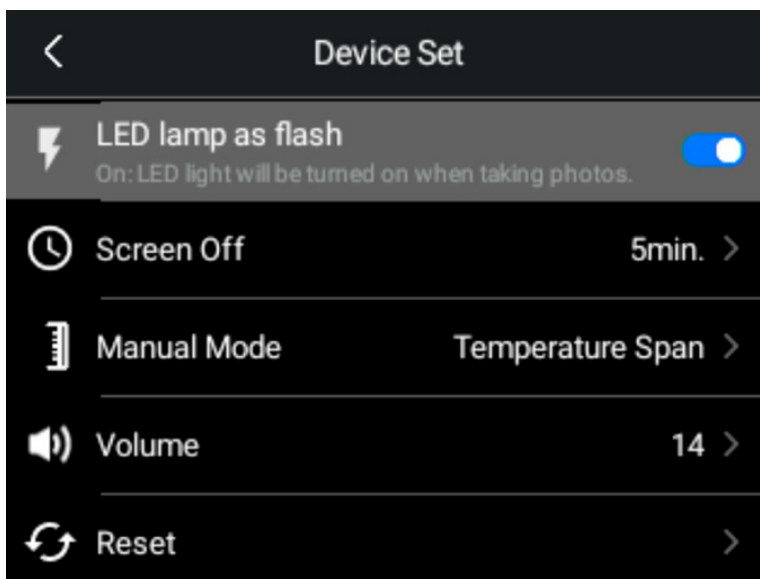 Device Set
LED lamp as flash
On: LED light will be turned on when taking photos.
Screen Off 5min.
Manual Mode Temperature Span
Volume 14
Reset